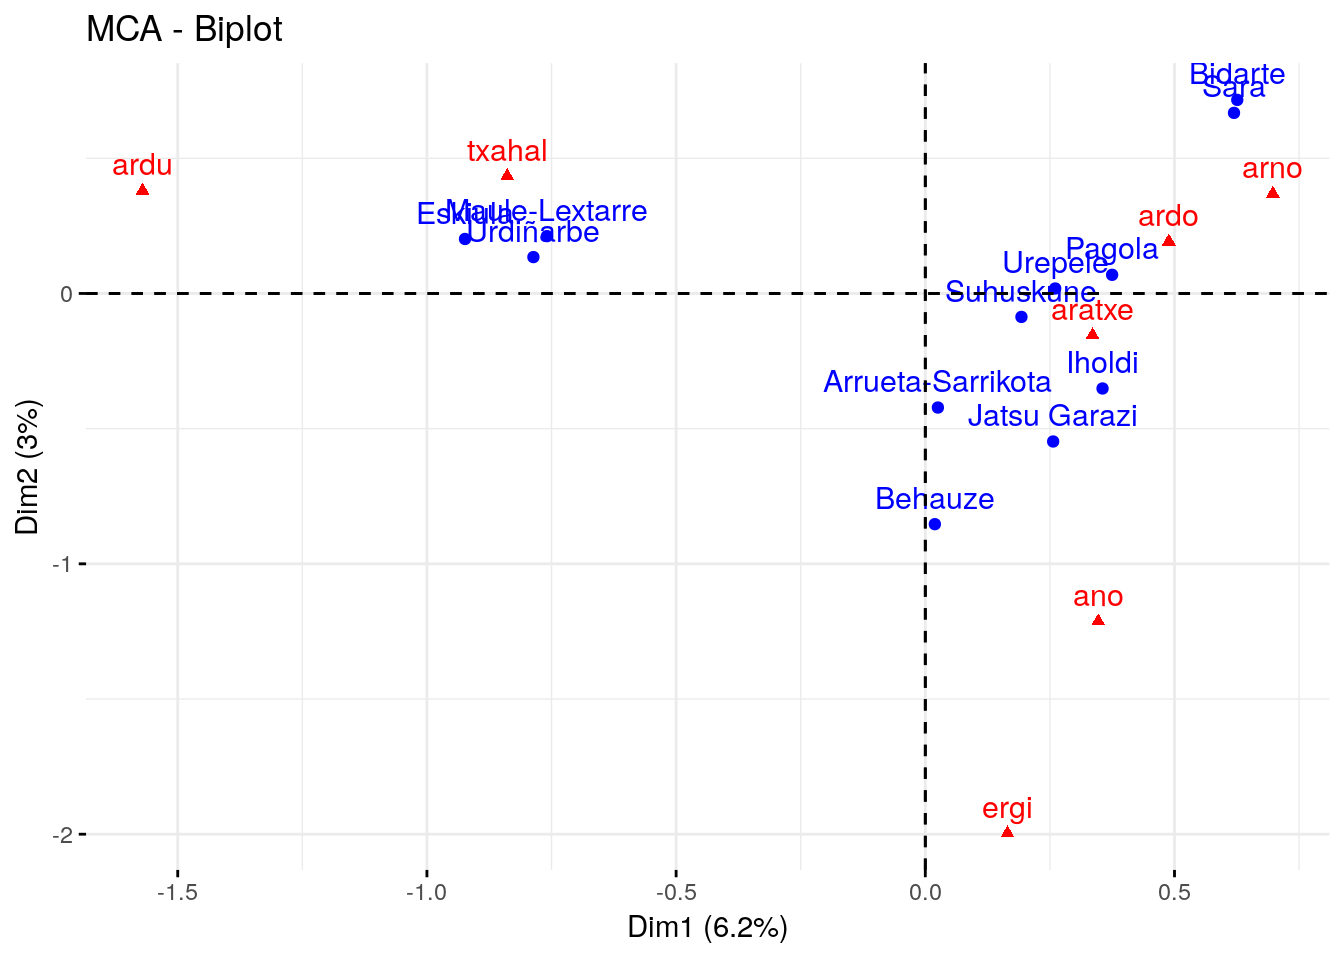 MCA - Biplot
Bidarte
Sara
txahal
ardu
arno
Maule-Lextarre
Eskiula
ardo
Urdiñarbe
Pagola
Urepele
Suhuskune
aratxe
Iholdi
Arrueta-Sarrikota
Jatsu Garazi
Behauze
ano
ergi
0
-1
-2
Dim2 (3%)
-1.5 -1.0 -0.5 0.0 0.5
Dim1 (6.2%)